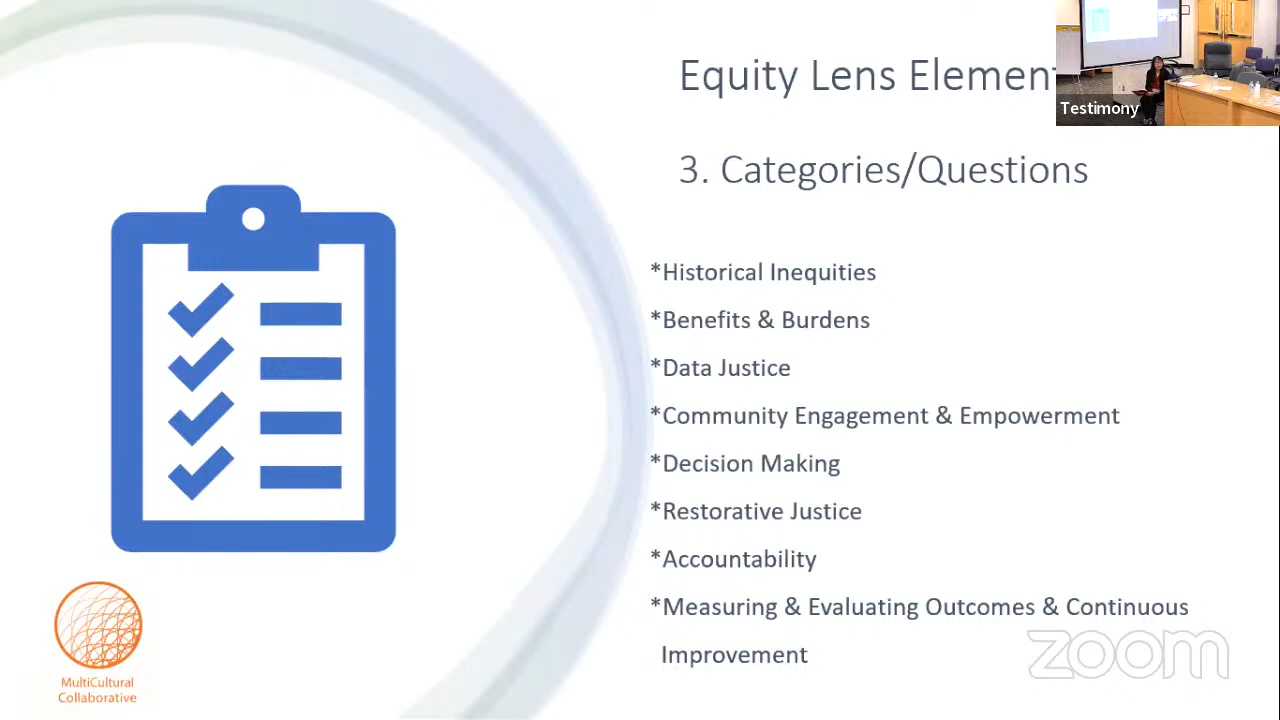 Equity Lens Element
Testimony
3. Categories/Questions
*Historical Inequities
*Benefits & Burdens
*Data Justice
*Community Engagement & Empowerment
*Decision Making
*Restorative Justice
*Accountability
*Measuring & Evaluating Outcomes & Continuous
Improvement
zoom
MultiCultural
Collaborative